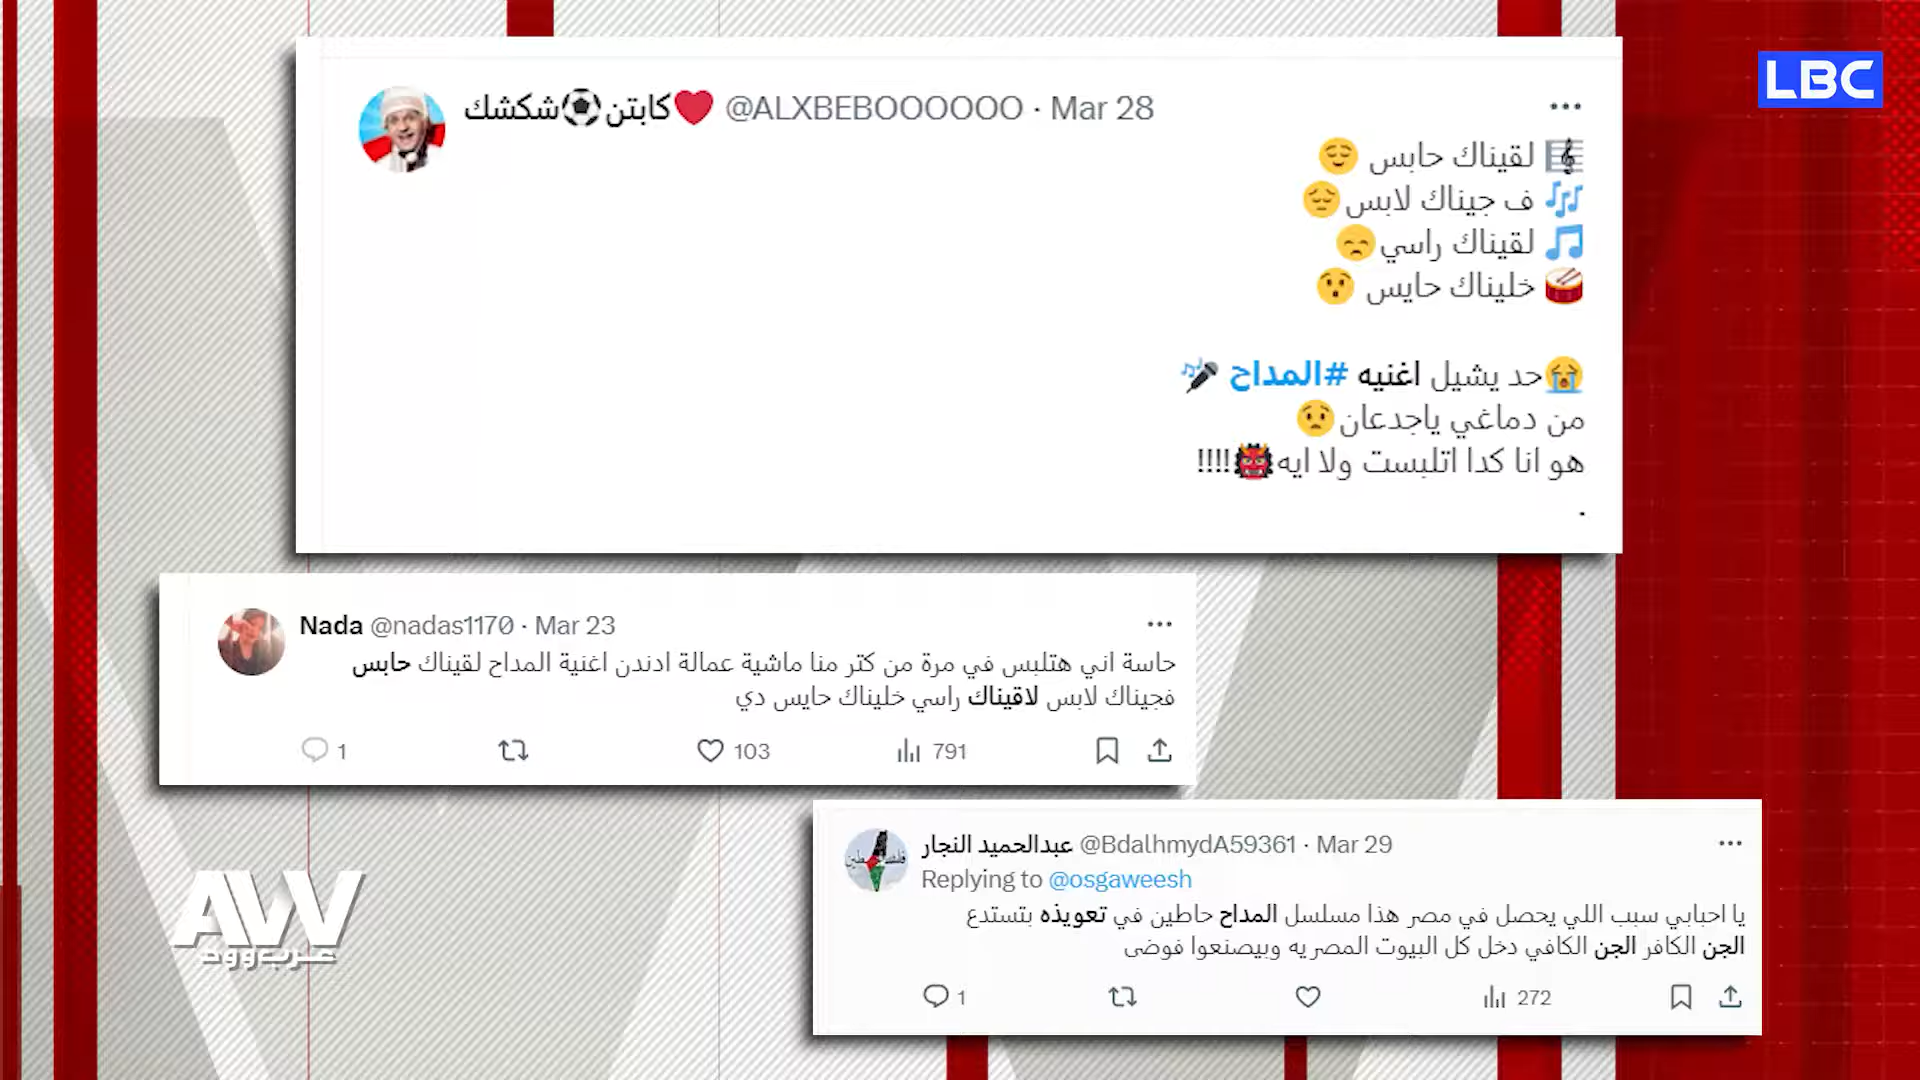 LBC
كابتن⚽شكشك❤️ @ALXBEBOOOOOO · Mar 28
🎼 لقيناك حابس 😌
🎶 ف جيناك لابس 😔
🎵 لقيناك راسي 😞
🥁 خليناك حايس 😯
😭حد يشيل اغنيه #المداح 🎤
من دماغي ياجدعان 😟
هو انا كدا اتلبست ولا ايه👹!!!!
.
Nada @nadas1170 · Mar 23
حاسة اني هتلبس في مرة من كتر منا ماشية عمالة ادندن اغنية المداح لقيناك حابس
فجيناك لابس لاقيناك راسي خليناك حايس دي
1 103 791
عبدالحميد النجار @BdalhmydA59361 · Mar 29
Replying to @osgaweesh
يا احبابي سبب اللي يحصل في مصر هذا مسلسل المداح حاطين في تعويذه بتستدع
الجن الكافر الجن الكافي دخل كل البيوت المصريه وبيصنعوا فوضى
1 272
AW
عرب وود